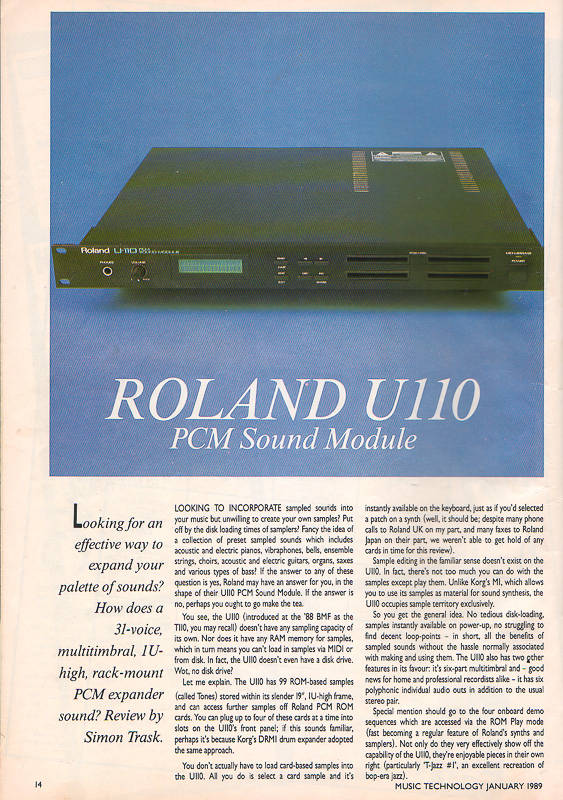 Roland U-110 PCM SOUND MODULE
PHONES
VOLUME
ROLAND U110
PCM Sound Module
Looking for an
effective way to
expand your
palette of sounds?
How does a
31-voice,
multitimbral, 1U-
high, rack-mount
PCM expander
sound? Review by
Simon Trask.
LOOKING TO INCORPORATE sampled sounds into
your music but unwilling to create your own samples? Put
off by the disk loading times of samplers? Fancy the idea of
a collection of preset sampled sounds which includes
acoustic and electric pianos, vibraphones, bells, ensemble
strings, choirs, acoustic and electric guitars, organs, saxes
and various types of bass? If the answer to any of these
question is yes, Roland may have an answer for you, in the
shape of their U110 PCM Sound Module. If the answer is
no, perhaps you ought to go make the tea.
You see, the U110 (introduced at the '88 BMF as the
T110, you may recall) doesn't have any sampling capacity of
its own. Nor does it have any RAM memory for samples,
which in turn means you can't load in samples via MIDI or
from disk. In fact, the U110 doesn't even have a disk drive.
Wot, no disk drive?
Let me explain. The U110 has 99 ROM-based samples
(called Tones) stored within its slender 19", 1U-high frame,
and can access further samples off Roland PCM ROM
cards. You can plug up to four of these cards at a time into
slots on the U110's front panel; if this sounds familiar,
perhaps it's because Korg's DRM1 drum expander adopted
the same approach.
You don't actually have to load card-based samples into
the U110. All you do is select a card sample and it's
instantly available on the keyboard, just as if you'd selected
a patch on a synth (well, it should be; despite many phone
calls to Roland UK on my part, and many faxes to Roland
Japan on their part, we weren't able to get hold of any
cards in time for this review).
Sample editing in the familiar sense doesn't exist on the
U110. In fact, there's not too much you can do with the
samples except play them. Unlike Korg's M1, which allows
you to use its samples as material for sound synthesis, the
U110 occupies sample territory exclusively.
So you get the general idea. No tedious disk-loading,
samples instantly available on power-up, no struggling to
find decent loop-points – in short, all the benefits of
sampled sounds without the hassle normally associated
with making and using them. The U110 also has two other
features in its favour: it's six-part multitimbral and – good
news for home and professional recordists alike – it has six
polyphonic individual audio outs in addition to the usual
stereo pair.
Special mention should go to the four onboard demo
sequences which are accessed via the ROM Play mode
(fast becoming a regular feature of Roland's synths and
samplers). Not only do they very effectively show off the
capability of the U110, they're enjoyable pieces in their own
right (particularly 'T-Jazz #1', an excellent recreation of
bop-era jazz).
14
MUSIC TECHNOLOGY JANUARY 1989